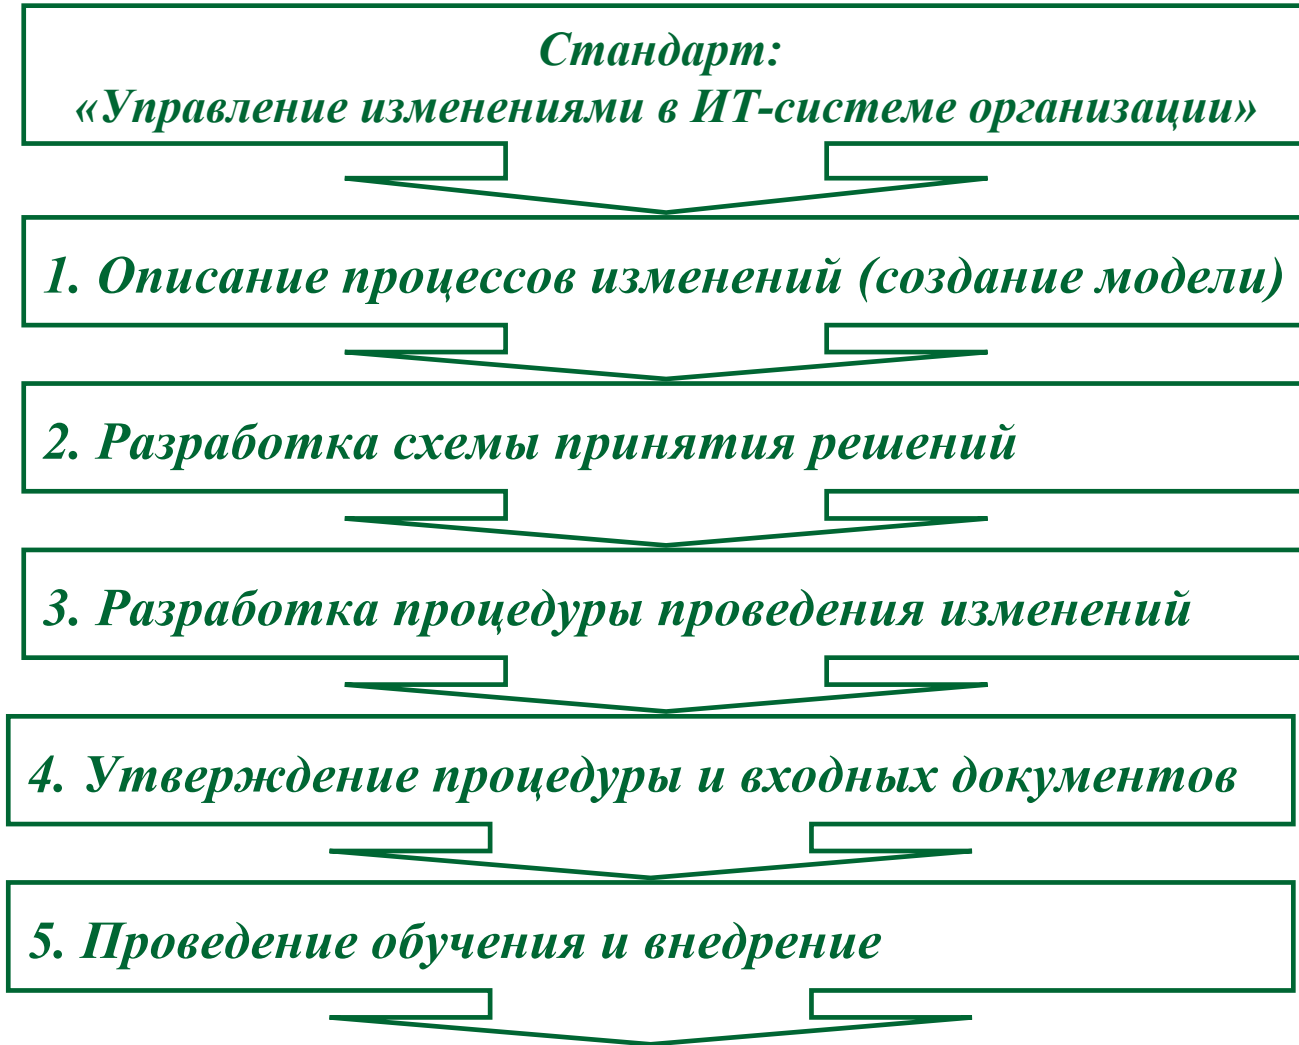 Стандарт:
«Управление изменениями в ИТ-системе организации»
1. Описание процессов изменений (создание модели)
2. Разработка схемы принятия решений
3. Разработка процедуры проведения изменений
4. Утверждение процедуры и входных документов
5. Проведение обучения и внедрение